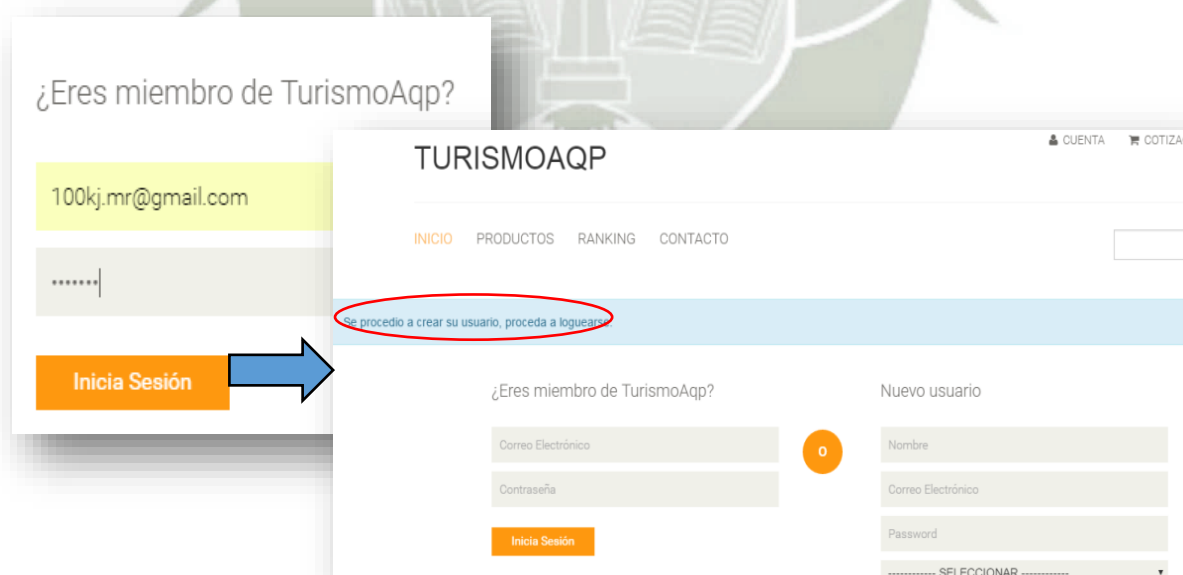 ¿Eres miembro de TurismoAqp?
100kj.mr@gmail.com
•••••••
Inicia Sesión
TURISMOAQP
CUENTA COTIZA
INICIO PRODUCTOS RANKING CONTACTO
Se procedio a crear su usuario, proceda a loguearse.
¿Eres miembro de TurismoAqp?
Correo Electrónico
Contraseña
Inicia Sesión
O
Nuevo usuario
Nombre
Correo Electrónico
Password
------------ SELECCIONAR ------------